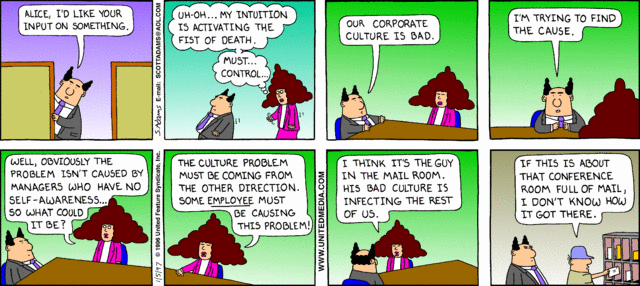 ALICE, I'D LIKE YOUR
INPUT ON SOMETHING.
UH-OH... MY INTUITION
IS ACTIVATING THE
FIST OF DEATH.
MUST...
CONTROL...
S. Adams E-mail: SCOTTADAMS@AOL.COM
OUR CORPORATE
CULTURE IS BAD.
I'M TRYING TO FIND
THE CAUSE.
WELL, OBVIOUSLY THE
PROBLEM ISN'T CAUSED BY
MANAGERS WHO HAVE NO
SELF-AWARENESS...
SO WHAT COULD
IT BE?
1/5/97 © 1996 United Feature Syndicate, Inc.
THE CULTURE PROBLEM
MUST BE COMING FROM
THE OTHER DIRECTION.
SOME EMPLOYEE MUST
BE CAUSING
THIS PROBLEM!
WWW.UNITEDMEDIA.COM
I THINK IT'S THE GUY
IN THE MAIL ROOM.
HIS BAD CULTURE IS
INFECTING THE REST
OF US.
IF THIS IS ABOUT
THAT CONFERENCE
ROOM FULL OF MAIL,
I DON'T KNOW HOW
IT GOT THERE.